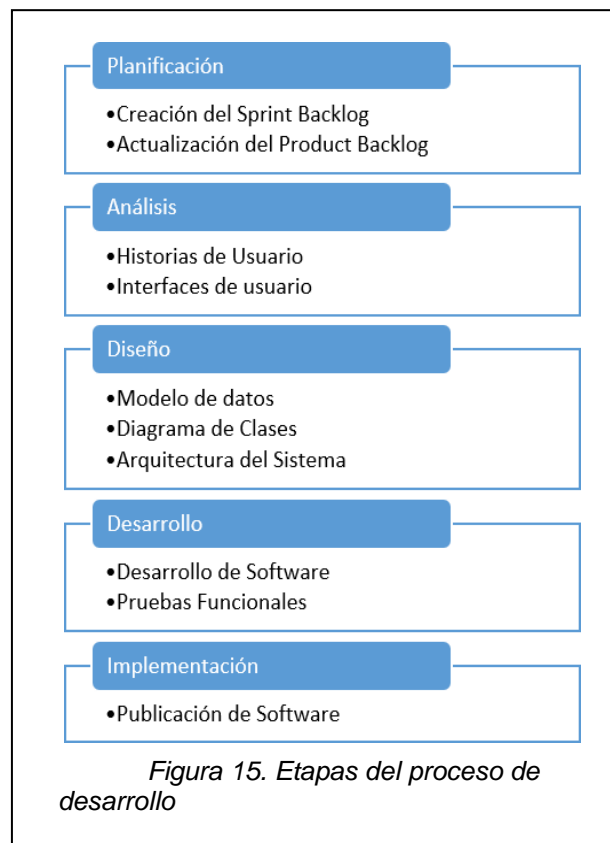 Planificación
•Creación del Sprint Backlog
•Actualización del Product Backlog
Análisis
•Historias de Usuario
•Interfaces de usuario
Diseño
•Modelo de datos
•Diagrama de Clases
•Arquitectura del Sistema
Desarrollo
•Desarrollo de Software
•Pruebas Funcionales
Implementación
•Publicación de Software
Figura 15. Etapas del proceso de
desarrollo